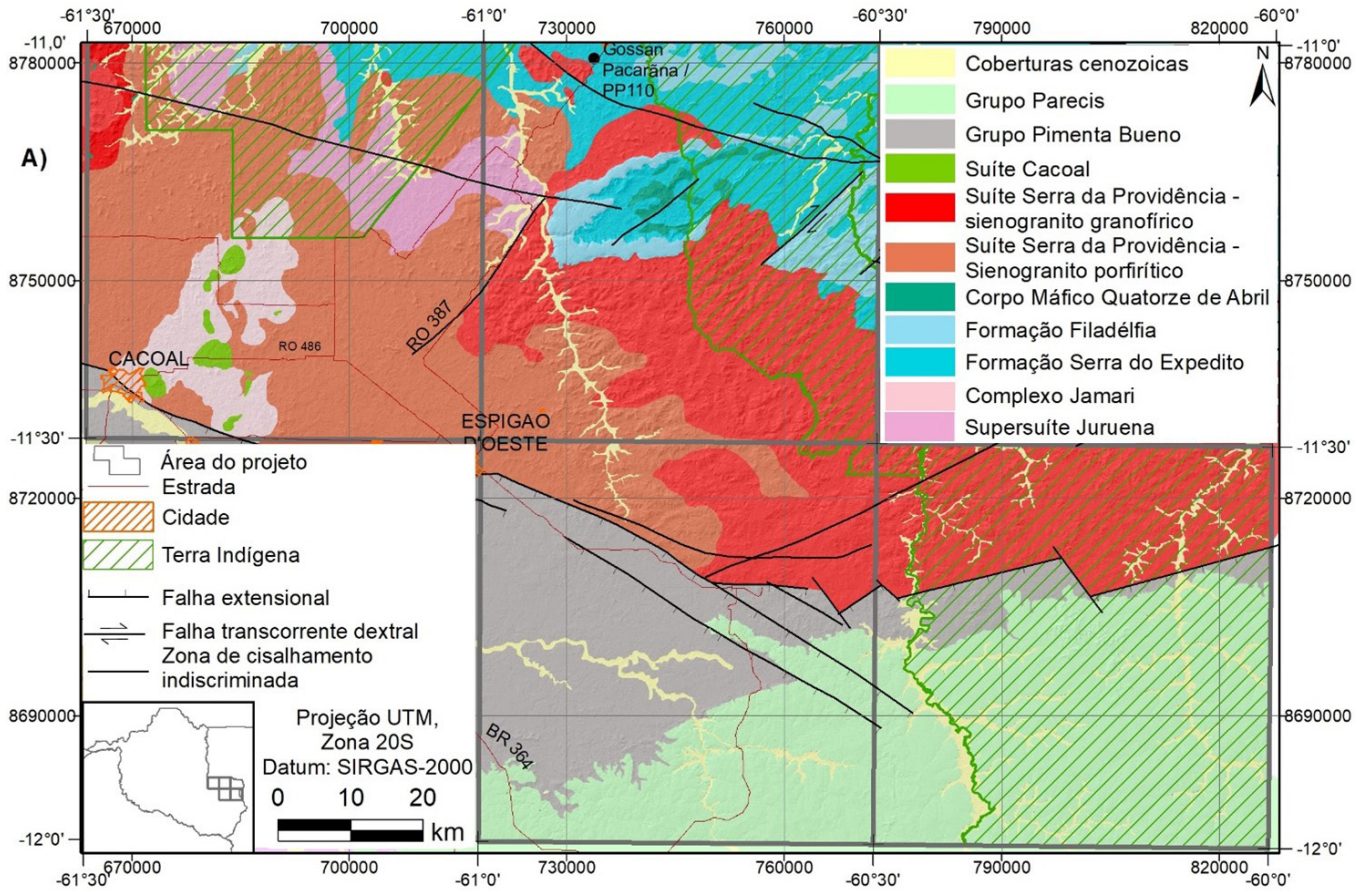 -61°30'
-61°0'
-60°30'
-60°0'
670000
700000
730000
760000
790000
820000
-11,0'
-11°0'
8780000
8780000
Gossan
Pacarãna /
PP110
N
A)
Coberturas cenozoicas
Grupo Parecis
Grupo Pimenta Bueno
Suíte Cacoal
Suíte Serra da Providência -
sienogranito granofírico
Suíte Serra da Providência -
Sienogranito porfirítico
Corpo Máfico Quatorze de Abril
Formação Filadélfia
Formação Serra do Expedito
Complexo Jamari
Supersuíte Juruena
8750000
8750000
RO 387
RO 486
CACOAL
ESPIGAO
D'OESTE
-11°30'
-11°30'
Área do projeto
Estrada
Cidade
Terra Indígena
Falha extensional
Falha transcorrente dextral
Zona de cisalhamento
indiscriminada
8720000
8720000
8690000
8690000
BR 364
Projeção UTM,
Zona 20S
Datum: SIRGAS-2000
0 10 20
km
-12°0'
-12°0'
670000
700000
730000
760000
790000
820000
-61°30'
-61°0'
-60°30'
-60°0'